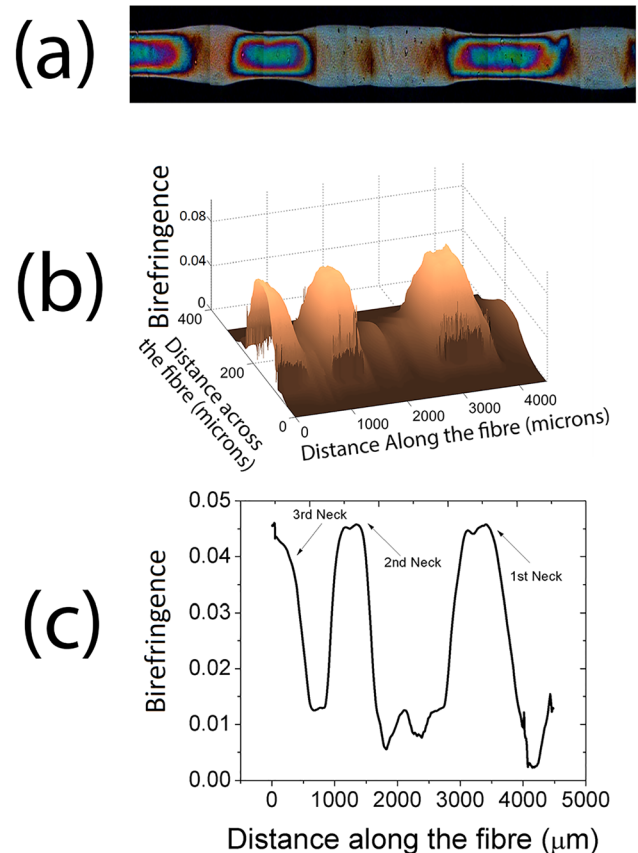 (a)
(b)
Birefringence
0.08
0.04
0
400
200
0
Distance across
the fibre (microns)
0
1000
2000
3000
4000
Distance Along the fibre (microns)
(c)
Birefringence
0.05
0.04
0.03
0.02
0.01
0.00
3rd Neck
2nd Neck
1st Neck
0
1000
2000
3000
4000
5000
Distance along the fibre (μm)